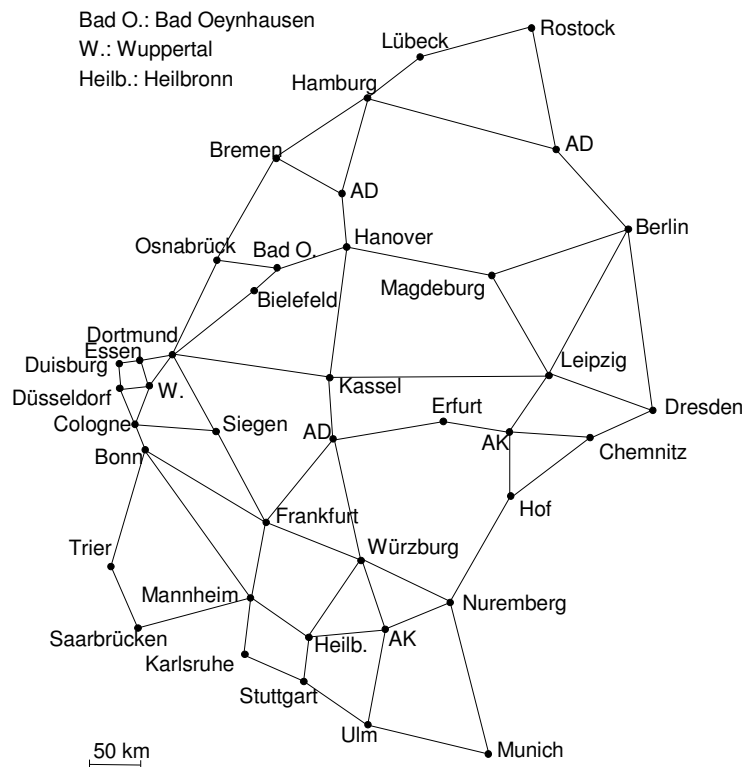 Bad O.: Bad Oeynhausen
W.: Wuppertal
Heilb.: Heilbronn
Rostock
Lübeck
Hamburg
Bremen
AD
AD
Berlin
Hanover
Osnabrück
Bad O.
Magdeburg
Bielefeld
Dortmund
Essen
Duisburg
Leipzig
W.
Kassel
Düsseldorf
Erfurt
Dresden
Cologne
Siegen
AD
AK
Chemnitz
Bonn
Hof
Frankfurt
Trier
Würzburg
Mannheim
Nuremberg
Saarbrücken
Heilb.
AK
Karlsruhe
Stuttgart
Ulm
Munich
50 km